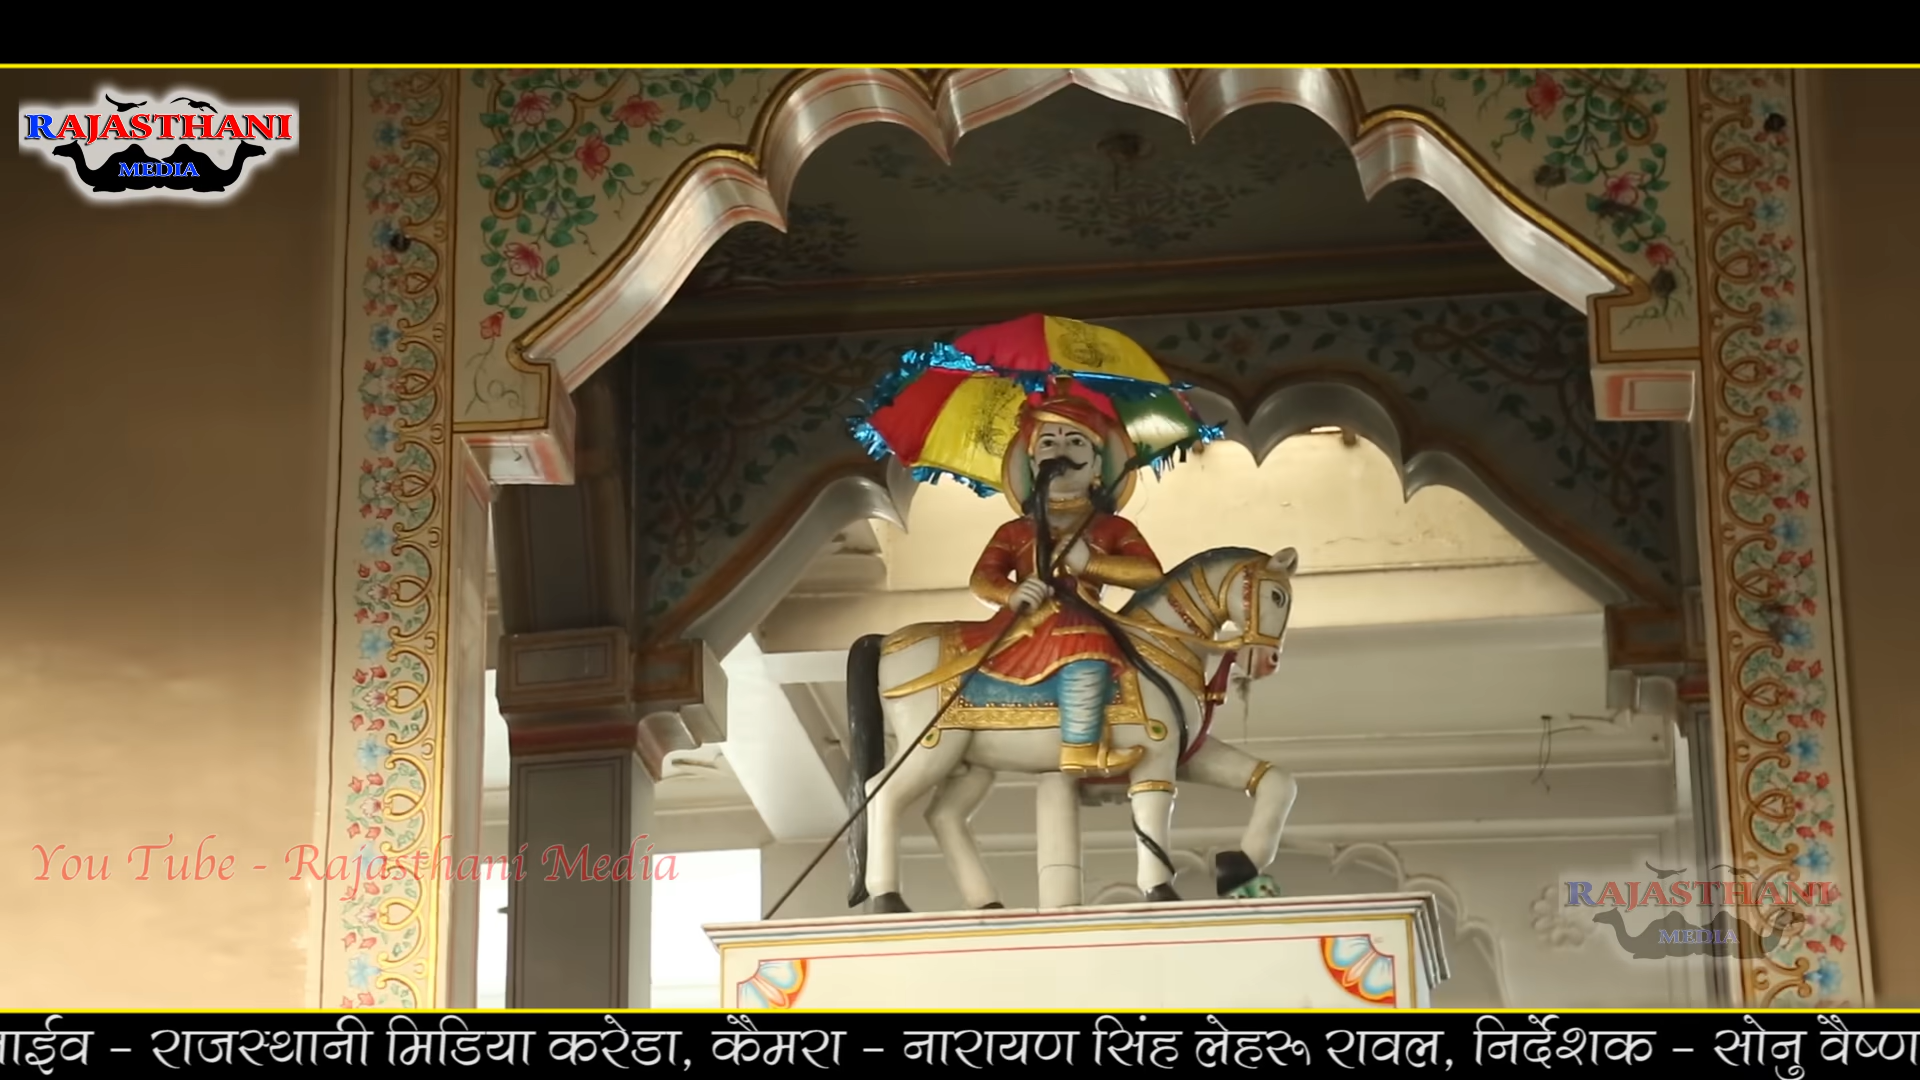 RAJASTHANI
MEDIA
You Tube - Rajasthani Media
RAJASTHANI
MEDIA
- राजस्थानी मिडिया करेडा, कैमरा - नारायण सिंह लेहरू रावल, निर्देशक - सोनु